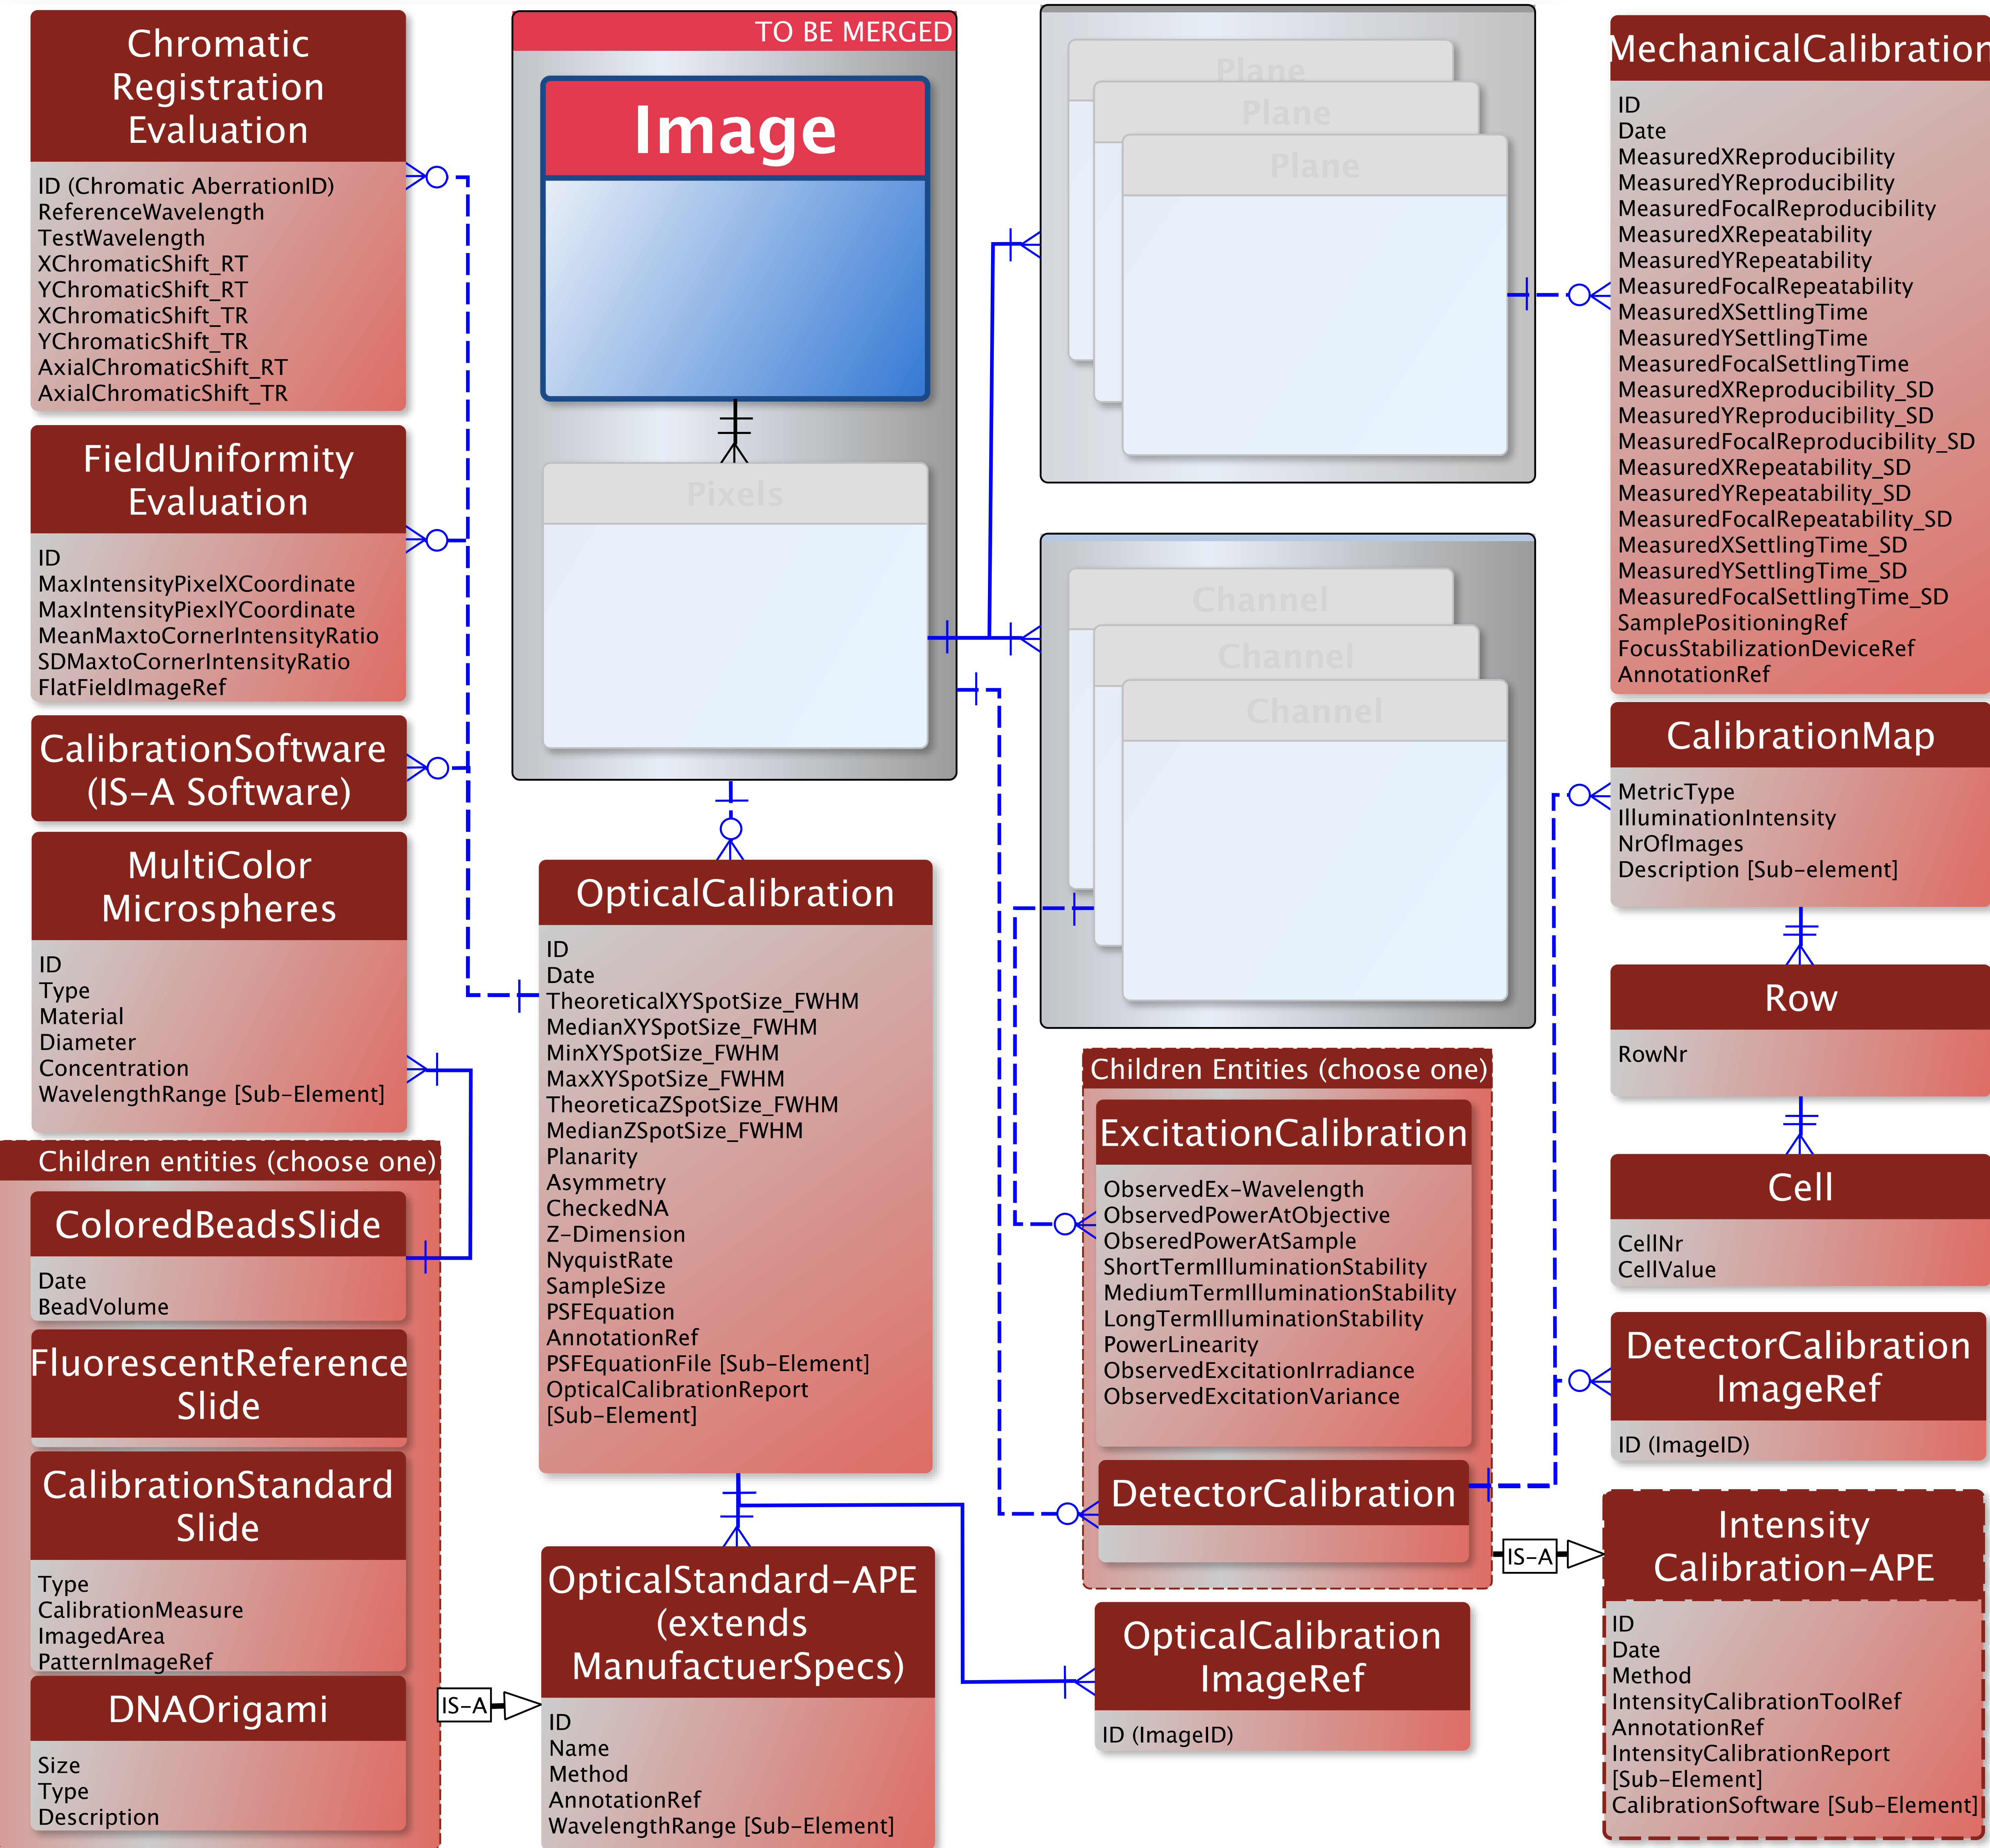 Chromatic
Registration
Evaluation
ID (Chromatic AberrationID)
ReferenceWavelength
TestWavelength
XChromaticShift_RT
YChromaticShift_RT
XChromaticShift_TR
YChromaticShift_TR
AxialChromaticShift_RT
AxialChromaticShift_TR
FieldUniformity
Evaluation
ID
MaxIntensityPixelXCoordinate
MaxIntensityPiexlYCoordinate
MeanMaxtoCornerIntensityRatio
SDMaxtoCornerIntensityRatio
FlatFieldImageRef
CalibrationSoftware
(IS-A Software)
MultiColor
Microspheres
ID
Type
Material
Diameter
Concentration
WavelengthRange [Sub-Element]
Children entities (choose one)
ColoredBeadsSlide
Date
BeadVolume
FluorescentReference
Slide
CalibrationStandard
Slide
Type
CalibrationMeasure
ImagedArea
PatternImageRef
DNAOrigami
Size
Type
Description
IS-A
TO BE MERGED
Image
Pixels
OpticalCalibration
ID
Date
TheoreticalXYSpotSize_FWHM
MedianXYSpotSize_FWHM
MinXYSpotSize_FWHM
MaxXYSpotSize_FWHM
TheoreticaZSpotSize_FWHM
MedianZSpotSize_FWHM
Planarity
Asymmetry
CheckedNA
Z-Dimension
NyquistRate
SampleSize
PSFEquation
AnnotationRef
PSFEquationFile [Sub-Element]
OpticalCalibrationReport
[Sub-Element]
OpticalStandard-APE
(extends
ManufactuerSpecs)
ID
Name
Method
AnnotationRef
WavelengthRange [Sub-Element]
Plane
Plane
Plane
Channel
Channel
Channel
Children Entities (choose one)
ExcitationCalibration
ObservedEx-Wavelength
ObservedPowerAtObjective
ObseredPowerAtSample
ShortTermIlluminationStability
MediumTermIlluminationStability
LongTermIlluminationStability
PowerLinearity
ObservedExcitationIrradiance
ObservedExcitationVariance
DetectorCalibration
IS-A
OpticalCalibration
ImageRef
ID (ImageID)
MechanicalCalibration
ID
Date
MeasuredXReproducibility
MeasuredYReproducibility
MeasuredFocalReproducibility
MeasuredXRepeatability
MeasuredYRepeatability
MeasuredFocalRepeatability
MeasuredXSettlingTime
MeasuredYSettlingTime
MeasuredFocalSettlingTime
MeasuredXReproducibility_SD
MeasuredYReproducibility_SD
MeasuredFocalReproducibility_SD
MeasuredXRepeatability_SD
MeasuredYRepeatability_SD
MeasuredFocalRepeatability_SD
MeasuredXSettlingTime_SD
MeasuredYSettlingTime_SD
MeasuredFocalSettlingTime_SD
SamplePositioningRef
FocusStabilizationDeviceRef
AnnotationRef
CalibrationMap
MetricType
IlluminationIntensity
NrOfImages
Description [Sub-element]
Row
RowNr
Cell
CellNr
CellValue
DetectorCalibration
ImageRef
ID (ImageID)
Intensity
Calibration-APE
ID
Date
Method
IntensityCalibrationToolRef
AnnotationRef
IntensityCalibrationReport
[Sub-Element]
CalibrationSoftware [Sub-Element]